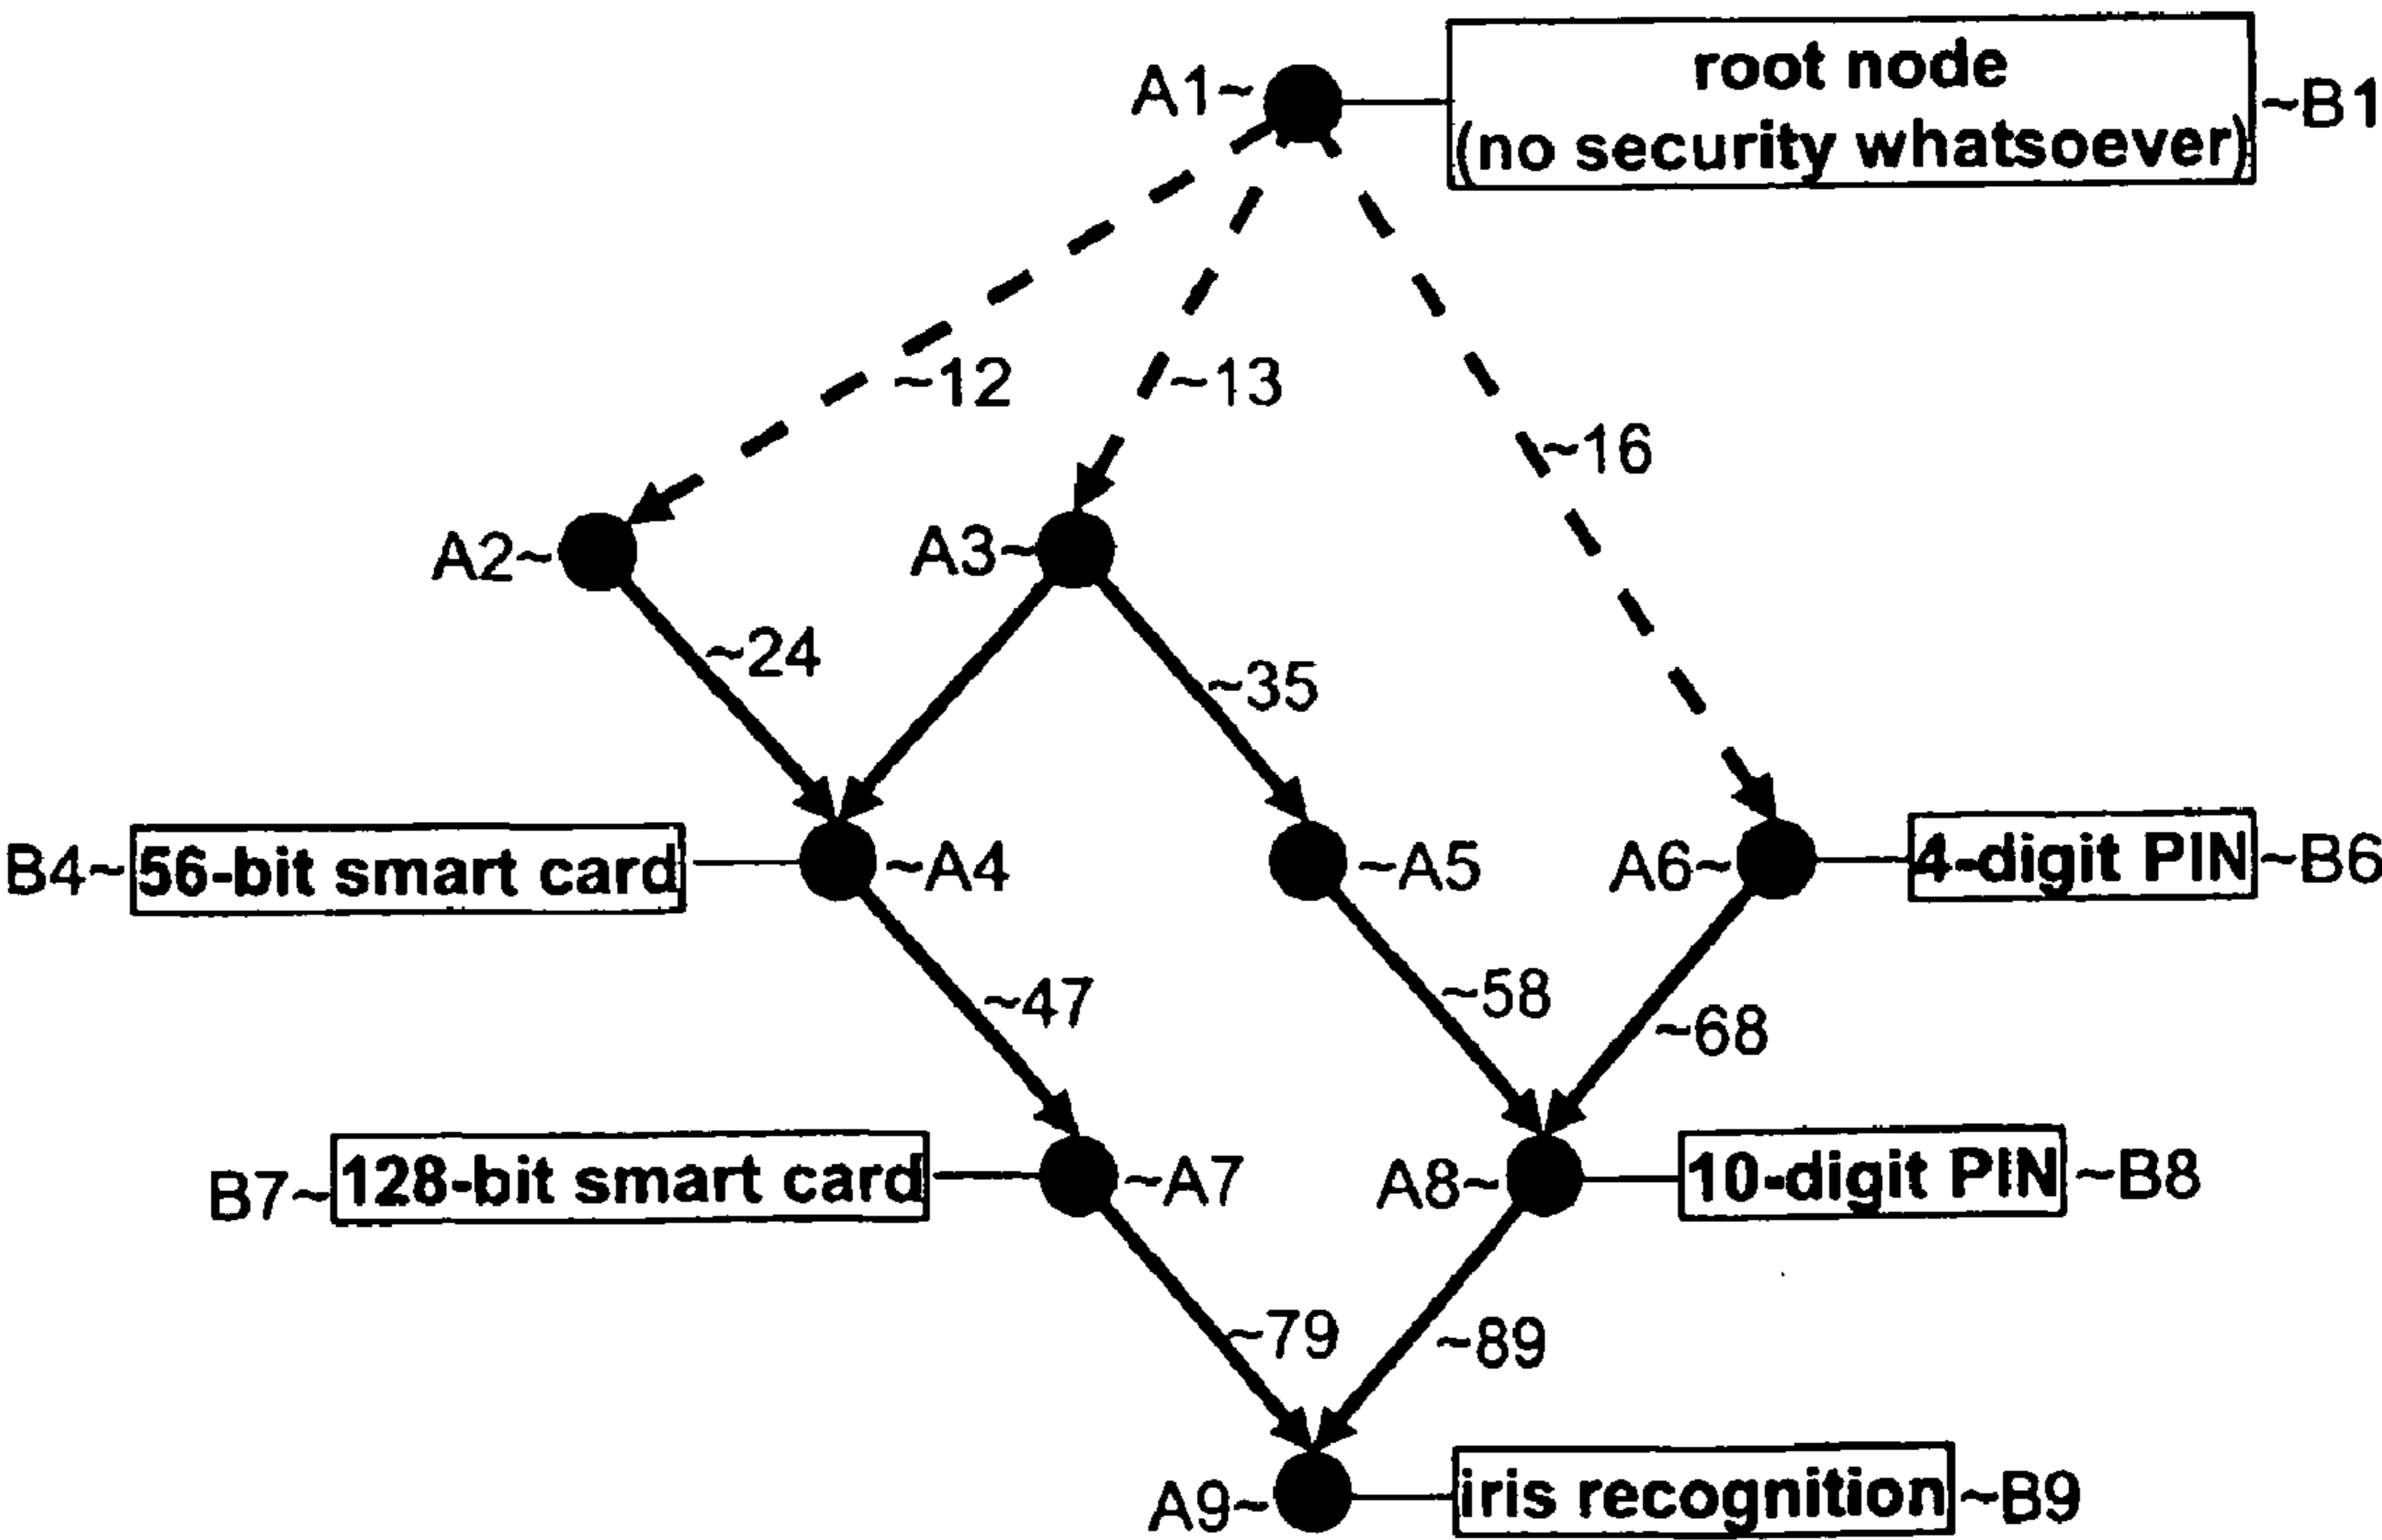 A1~
root node
(no security whatsoever)
~B1
~12
~13
~16
A2~
A3~
~24
~35
B4~
56-bit smart card
~A4
~A5
A6~
4-digit PIN
~B6
~47
~58
~68
B7~
128-bit smart card
~A7
A8~
10-digit PIN
~B8
~79
~89
A9~
iris recognition
~B9